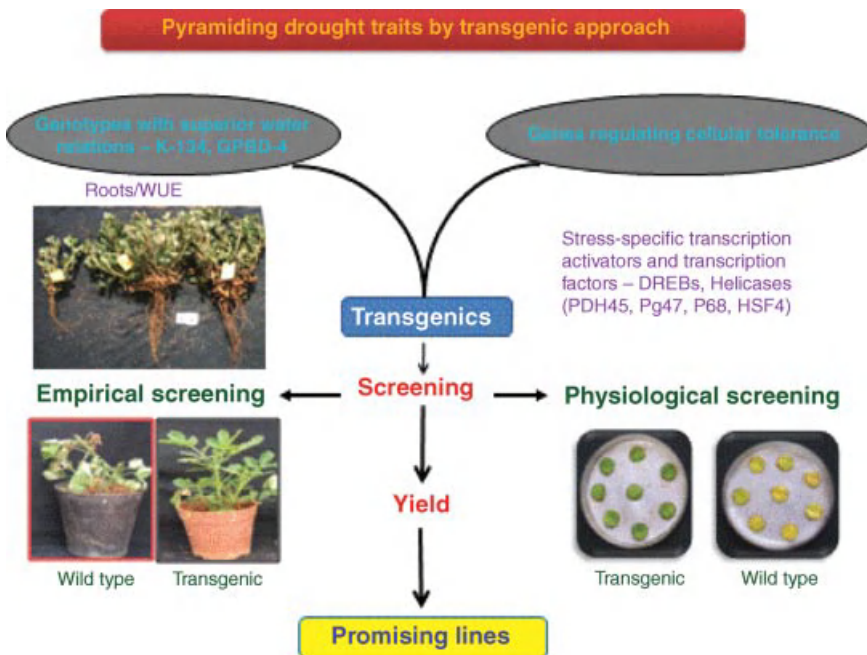 Pyramiding drought traits by transgenic approach
Genotypes with superior water
relations – K-134, GPBD-4
Genes regulating cellular tolerance
Roots/WUE
Stress-specific transcription
activators and transcription
factors – DREBs, Helicases
(PDH45, Pg47, P68, HSF4)
Transgenics
Empirical screening
Screening
Physiological screening
Yield
Wild type
Transgenic
Transgenic
Wild type
Promising lines